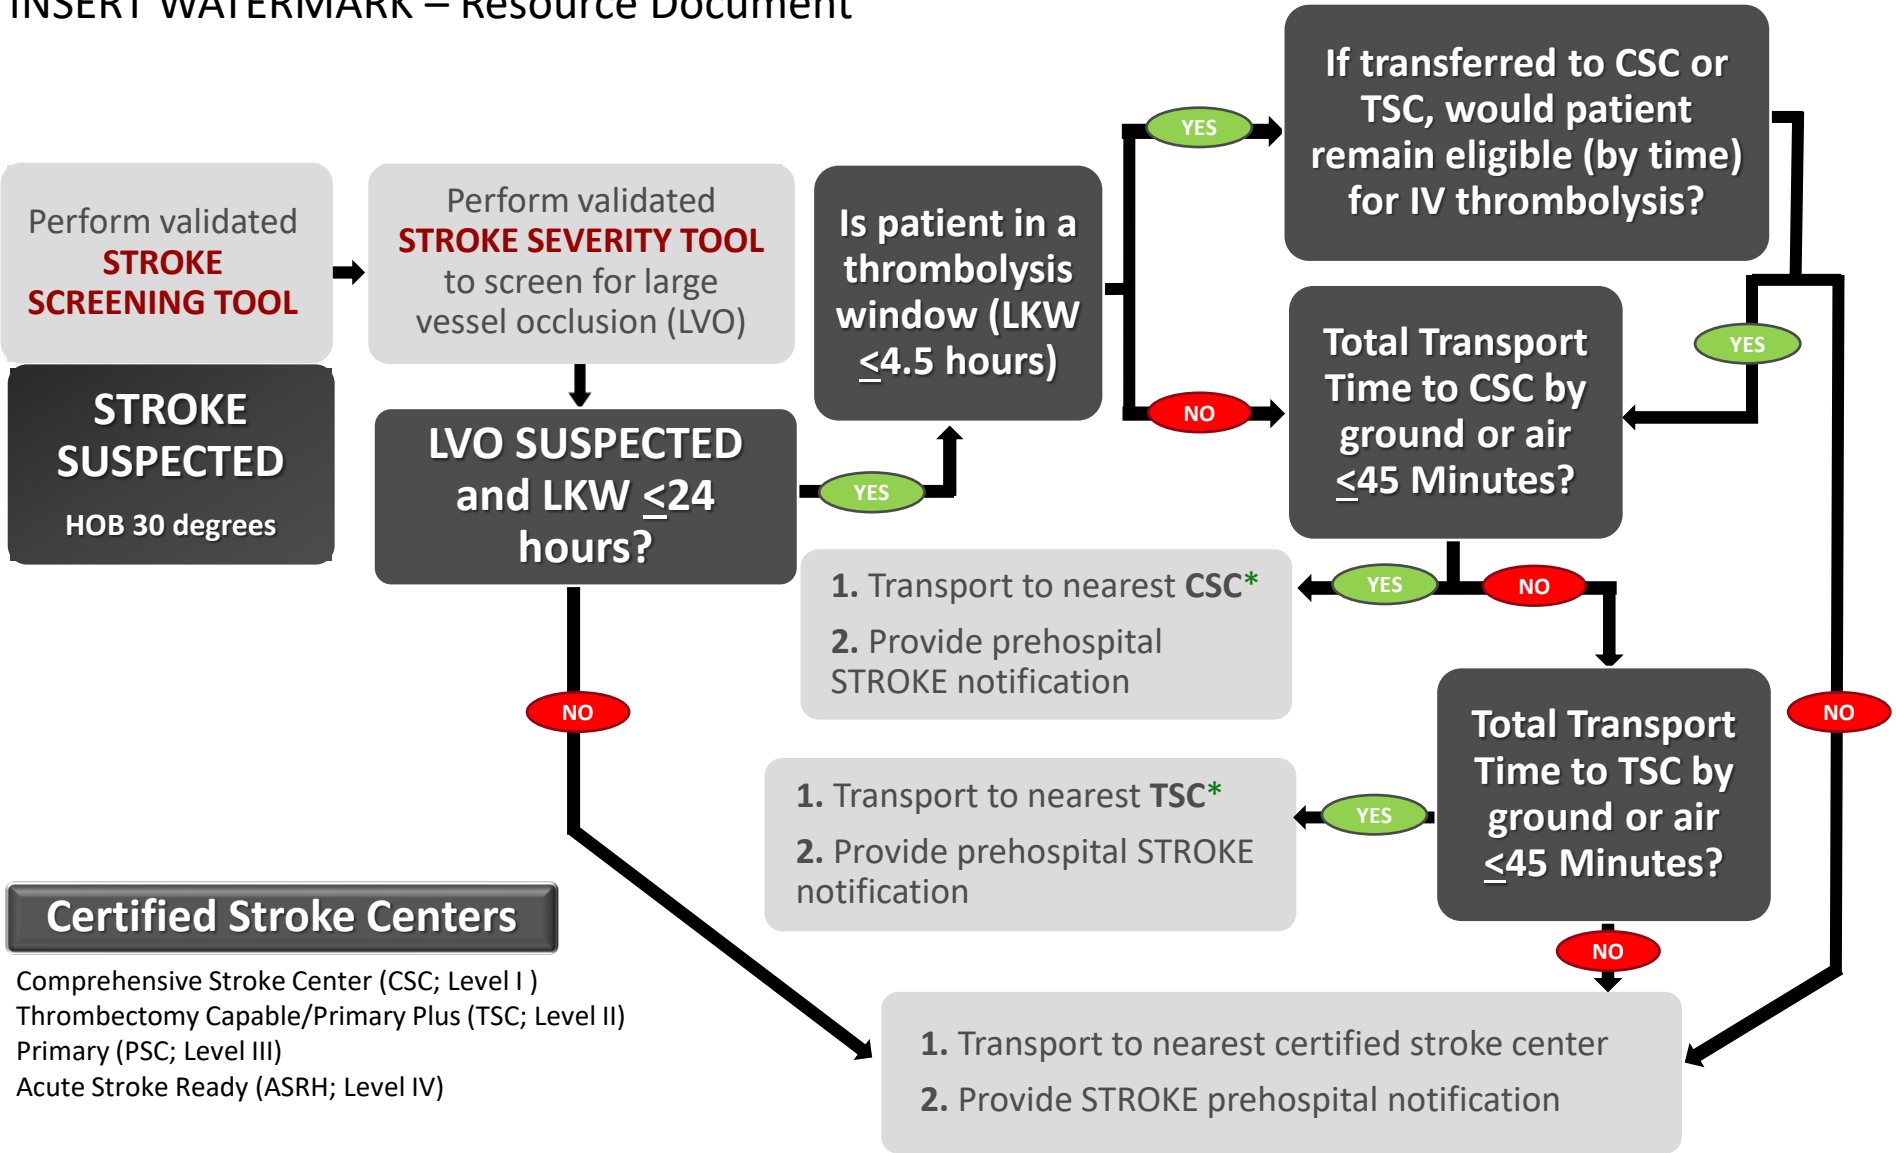 INSERT WATERMARK – Resource Document
Perform validated
STROKE
SCREENING TOOL
STROKE
SUSPECTED
HOB 30 degrees
Perform validated
STROKE SEVERITY TOOL
to screen for large
vessel occlusion (LVO)
LVO SUSPECTED
and LKW <24
hours?
YES
NO
Is patient in a
thrombolysis
window (LKW
<4.5 hours)
YES
NO
If transferred to CSC or
TSC, would patient
remain eligible (by time)
for IV thrombolysis?
YES
NO
Total Transport
Time to CSC by
ground or air
<45 Minutes?
YES
NO
1. Transport to nearest CSC*
2. Provide prehospital
STROKE notification
Total Transport
Time to TSC by
ground or air
<45 Minutes?
YES
NO
1. Transport to nearest TSC*
2. Provide prehospital STROKE
notification
1. Transport to nearest certified stroke center
2. Provide STROKE prehospital notification
Certified Stroke Centers
Comprehensive Stroke Center (CSC; Level I )
Thrombectomy Capable/Primary Plus (TSC; Level II)
Primary (PSC; Level III)
Acute Stroke Ready (ASRH; Level IV)